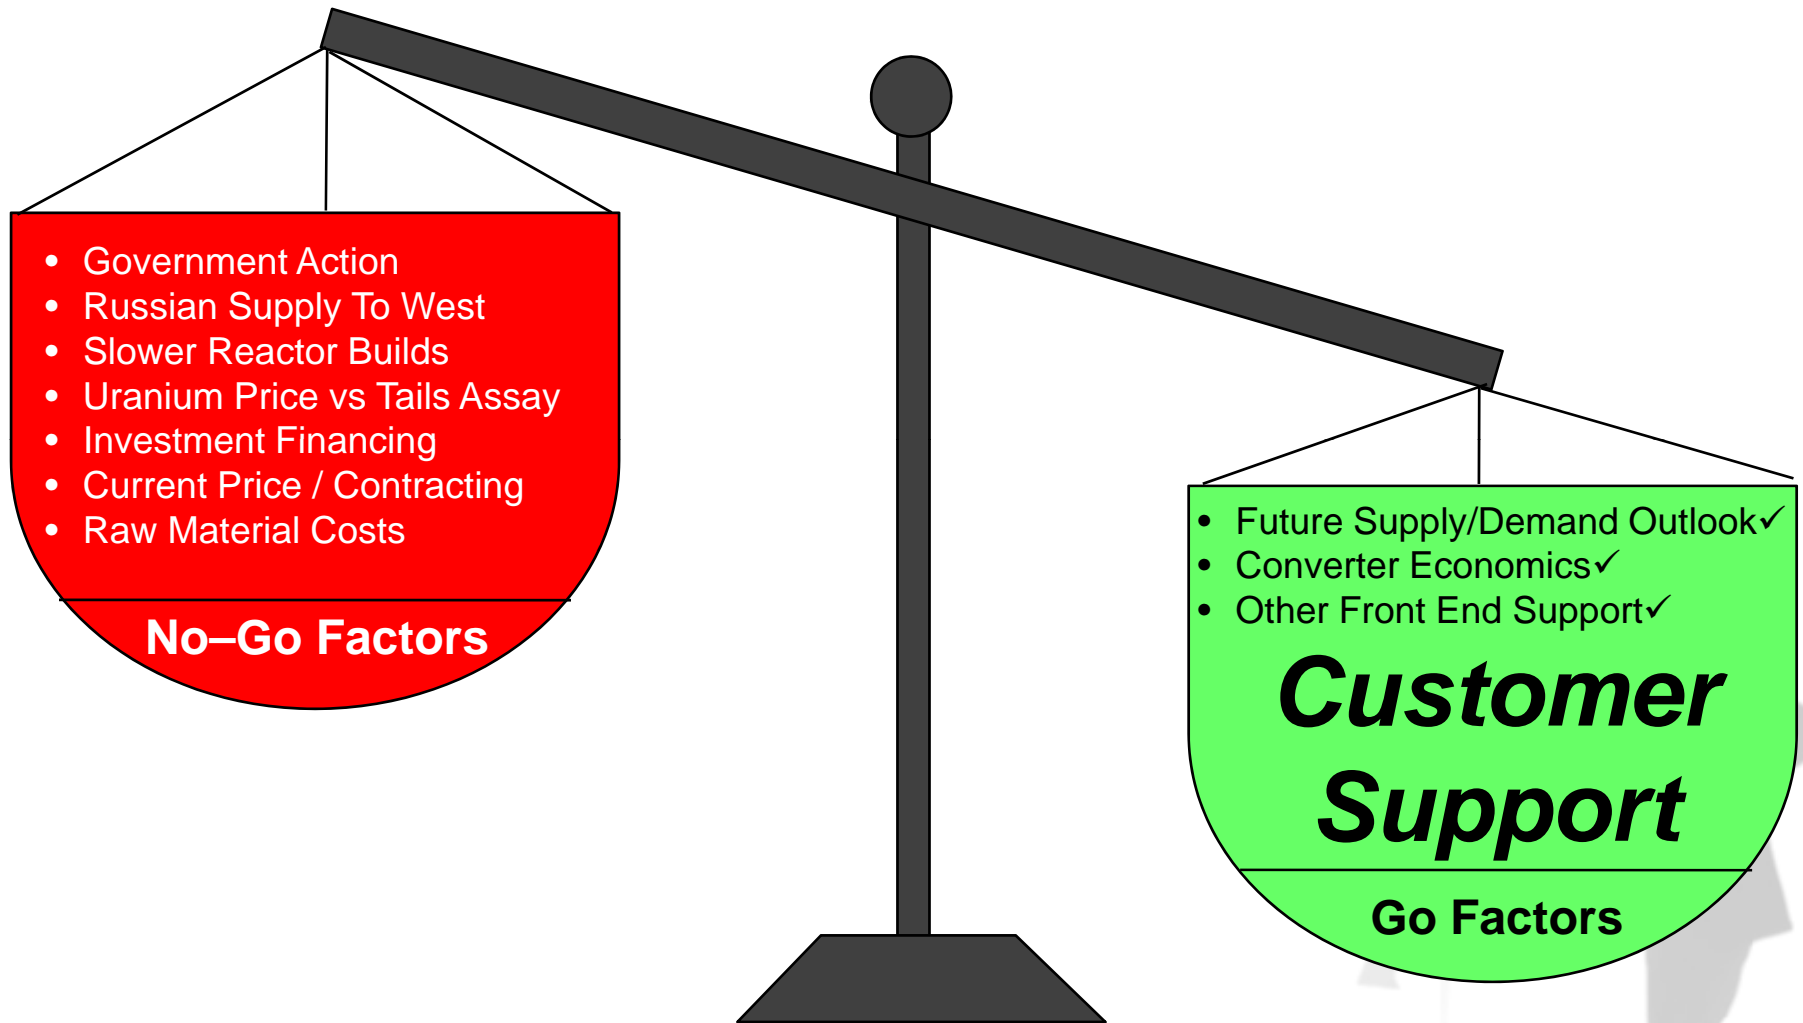 • Government Action
• Russian Supply To West
• Slower Reactor Builds
• Uranium Price vs Tails Assay
• Investment Financing
• Current Price / Contracting
• Raw Material Costs
No–Go Factors
• Future Supply/Demand Outlook✓
• Converter Economics✓
• Other Front End Support✓
Customer
Support
Go Factors